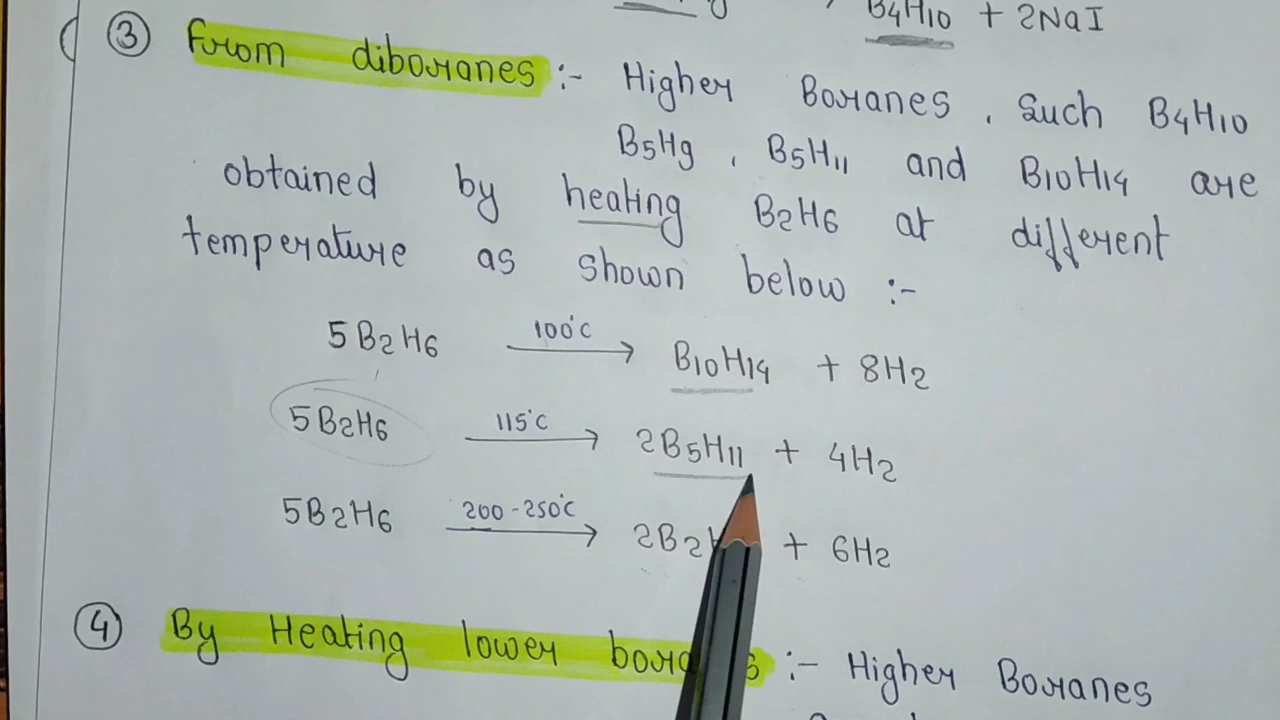 B4H10 + 2NaI
③ From diboranes :- Higher Boranes, Such B4H10
B5H9, B5H11 and B10H14 are
obtained by heating B2H6 at different
temperature as shown below :-
5B2H6 100°C → B10H14 + 8H2
5B2H6 115°C → 2B5H11 + 4H2
5B2H6 200-250°C → 2B2 + 6H2
④ By Heating lower :- Higher Boranes